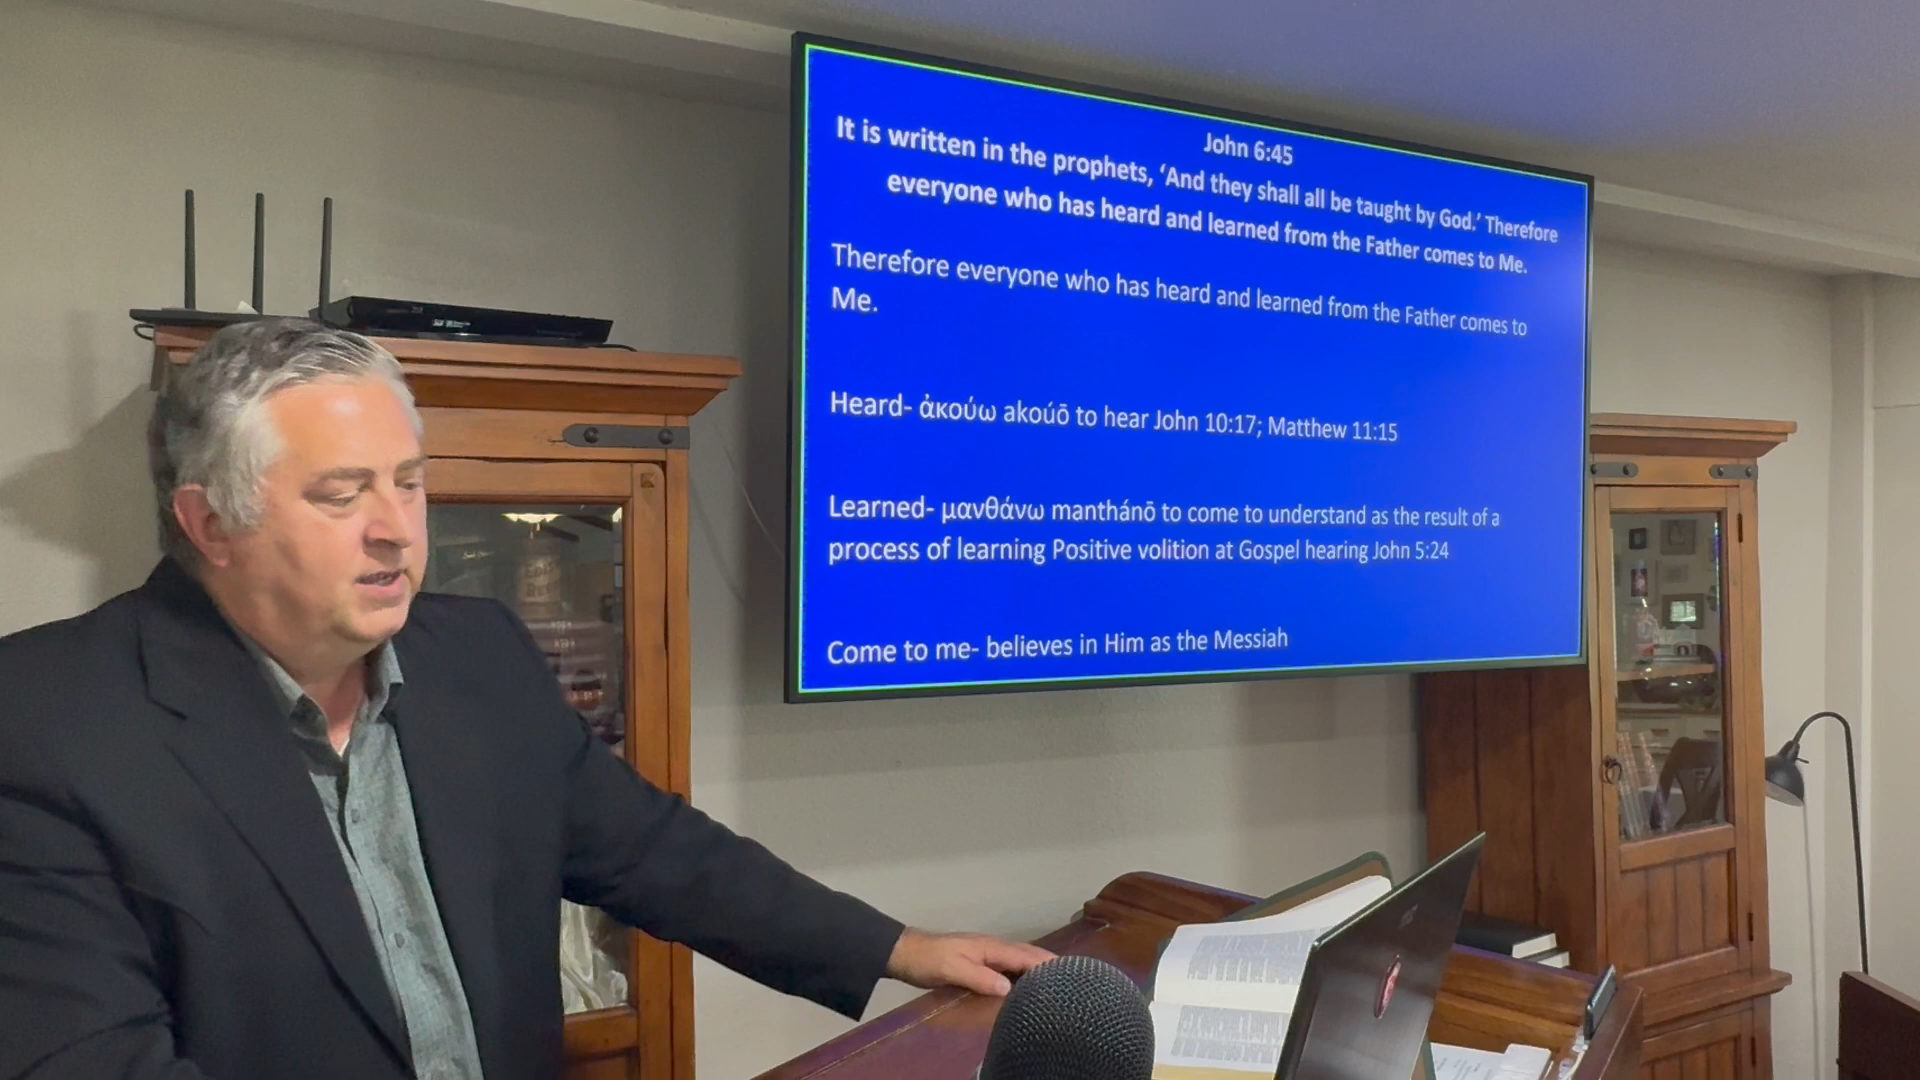 John 6:45
It is written in the prophets, ‘And they shall all be taught by God.’ Therefore
everyone who has heard and learned from the Father comes to Me.
Therefore everyone who has heard and learned from the Father comes to
Me.
Heard- ἀκούω akoúō to hear John 10:17; Matthew 11:15
Learned- μανθάνω manthánō to come to understand as the result of a
process of learning Positive volition at Gospel hearing John 5:24
Come to me- believes in Him as the Messiah